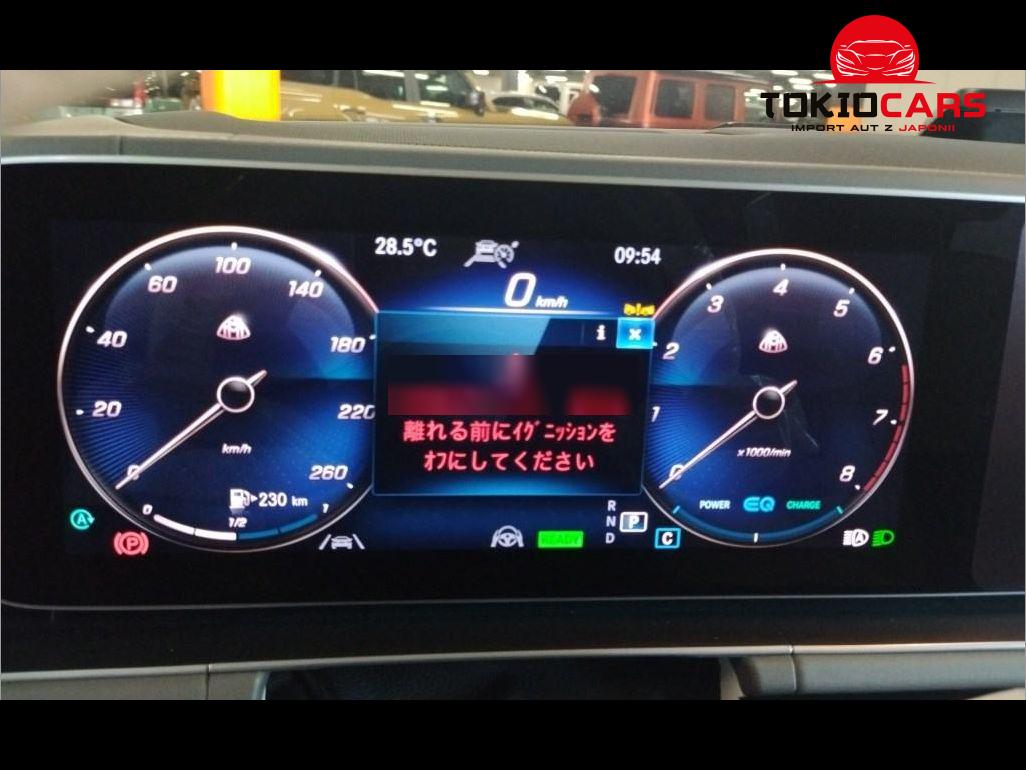 TOKIOCARS
IMPORT AUT Z JAPONII
28.5°C
09:54
0 km/h
0
20
40
60
100
140
180
220
260
km/h
230 km
0
1/2
1
i
×
離れる前にｲｸﾞﾆｯｼｮﾝを
ｵﾌにしてください
0
1
2
3
4
5
6
7
8
x1000/min
POWER EQ CHARGE
A
P
READY
R
N
P
D
C
A